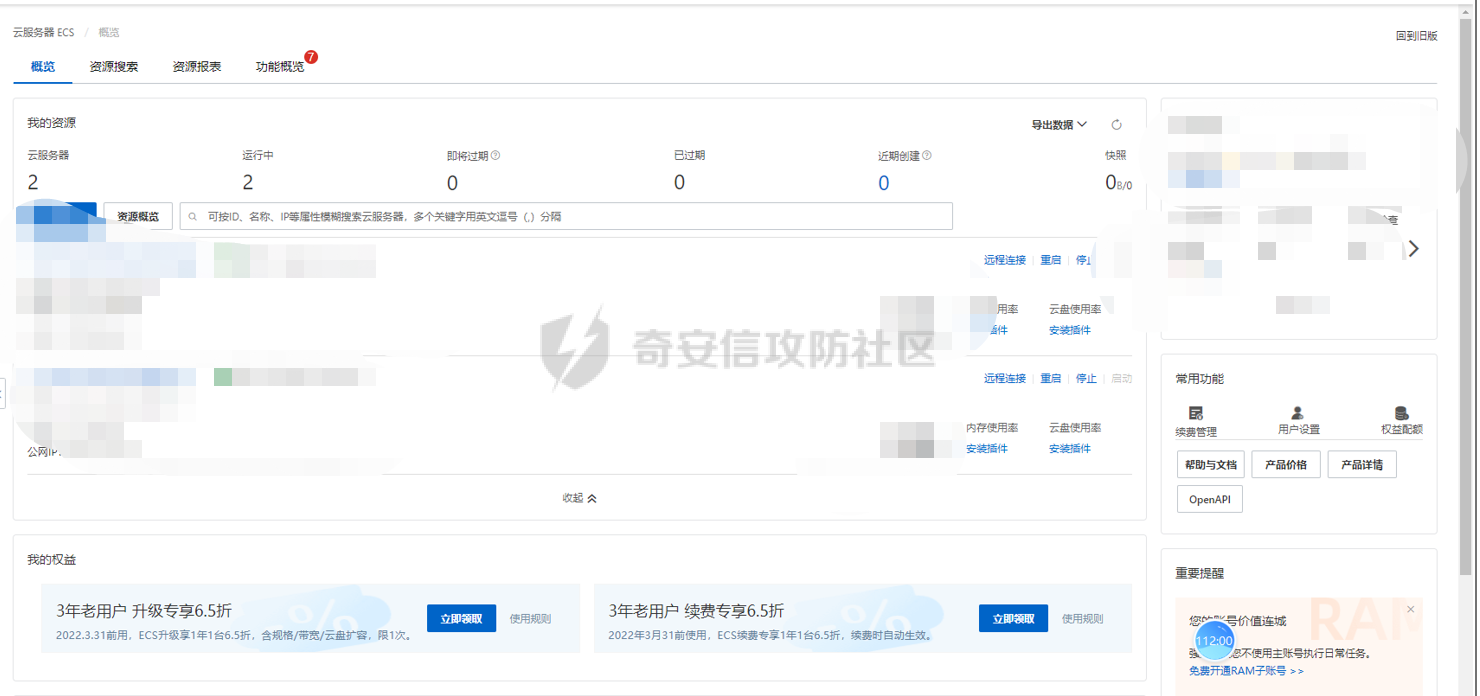 云服务器 ECS / 概览
回到旧版
概览 资源搜索 资源报表 功能概览 7
我的资源
导出数据
云服务器 运行中 即将过期 已过期 近期创建 快照
2 2 0 0 0 0B/0
资源概览 可按ID、名称、IP等属性模糊搜索云服务器，多个关键字用英文逗号（,）分隔
远程连接 重启 停止
用率 云盘使用率
插件 安装插件
奇安信攻防社区
远程连接 重启 停止 启动
内存使用率 云盘使用率
安装插件 安装插件
公网IP
收起
查
常用功能
续费管理 用户设置 权益配额
帮助与文档 产品价格 产品详情
OpenAPI
我的权益
3年老用户 升级专享6.5折
2022.3.31前用，ECS升级享1年1台6.5折，含规格/带宽/云盘扩容，限1次。
立即领取 使用规则
3年老用户 续费专享6.5折
2022年3月31前使用，ECS续费专享1年1台6.5折，续费时自动生效。
立即领取 使用规则
重要提醒
RAM
您的账号价值连城
112:00
强 您不使用主账号执行日常任务。
免费开通RAM子账号 >>